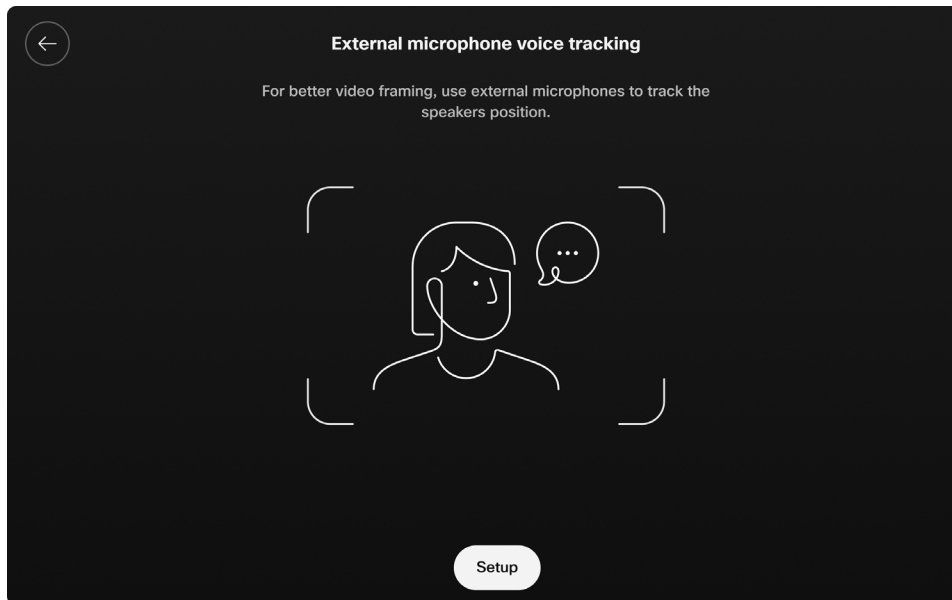 External microphone voice tracking
For better video framing, use external microphones to track the
speakers position.
Setup